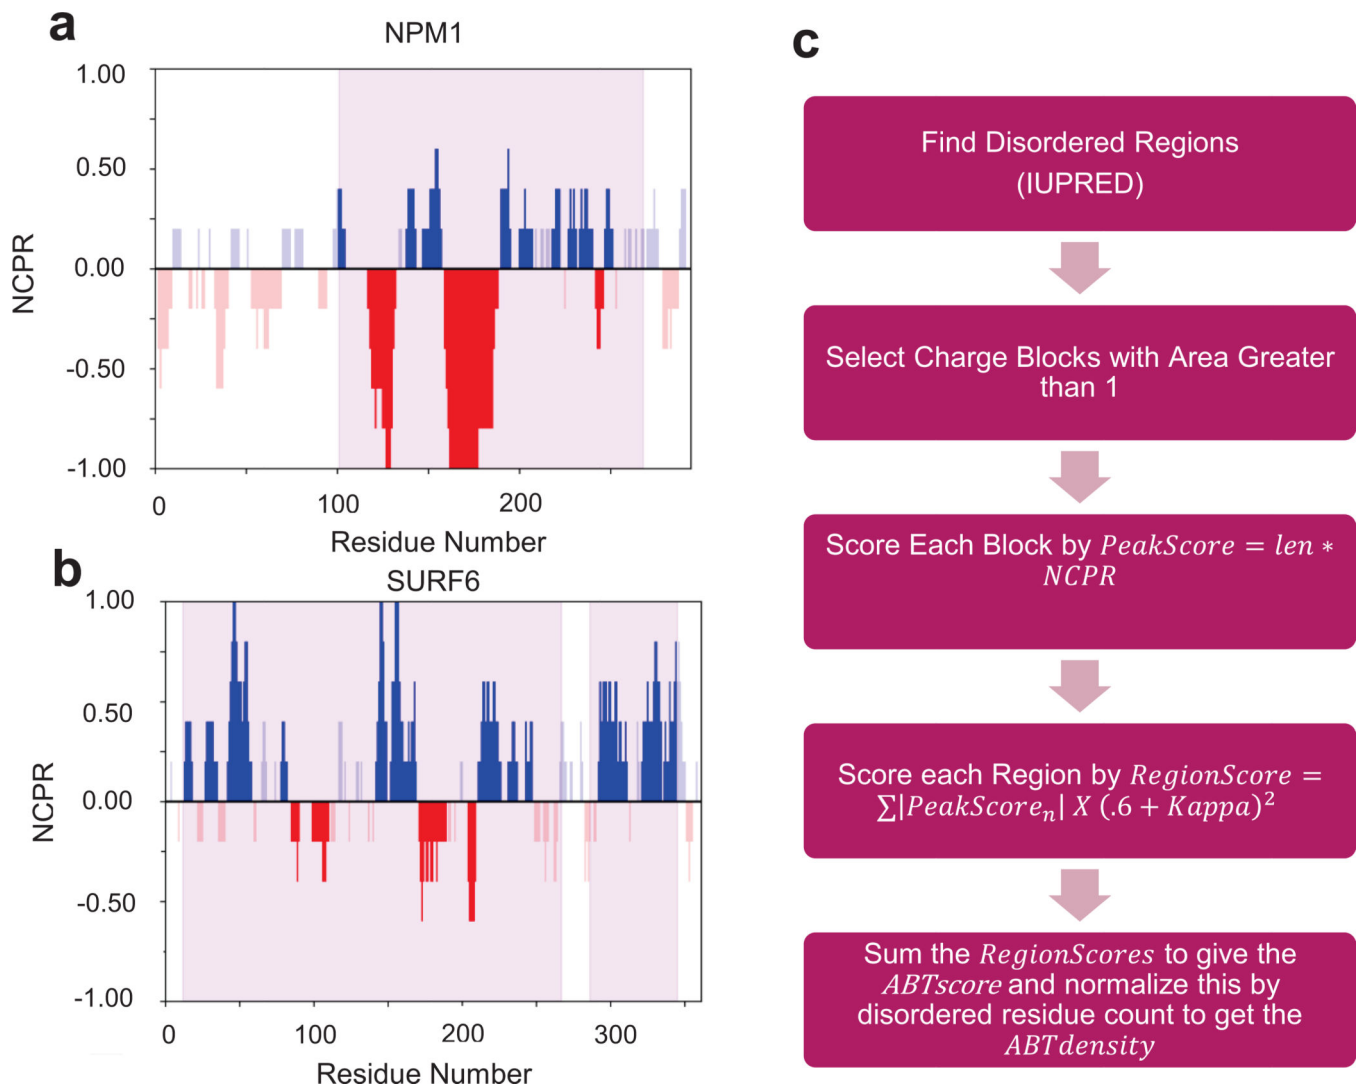 a
NPM1
1.00
0.50
0.00
-0.50
-1.00
NCPR
0
100
200
Residue Number
b
SURF6
1.00
0.50
0.00
-0.50
-1.00
NCPR
0
100
200
300
Residue Number
c
Find Disordered Regions
(IUPRED)
Select Charge Blocks with Area Greater
than 1
Score Each Block by PeakScore = len *
NCPR
Score each Region by RegionScore =
∑|PeakScoreₙ| X (.6 + Kappa)²
Sum the RegionScores to give the
ABTscore and normalize this by
disordered residue count to get the
ABTdensity